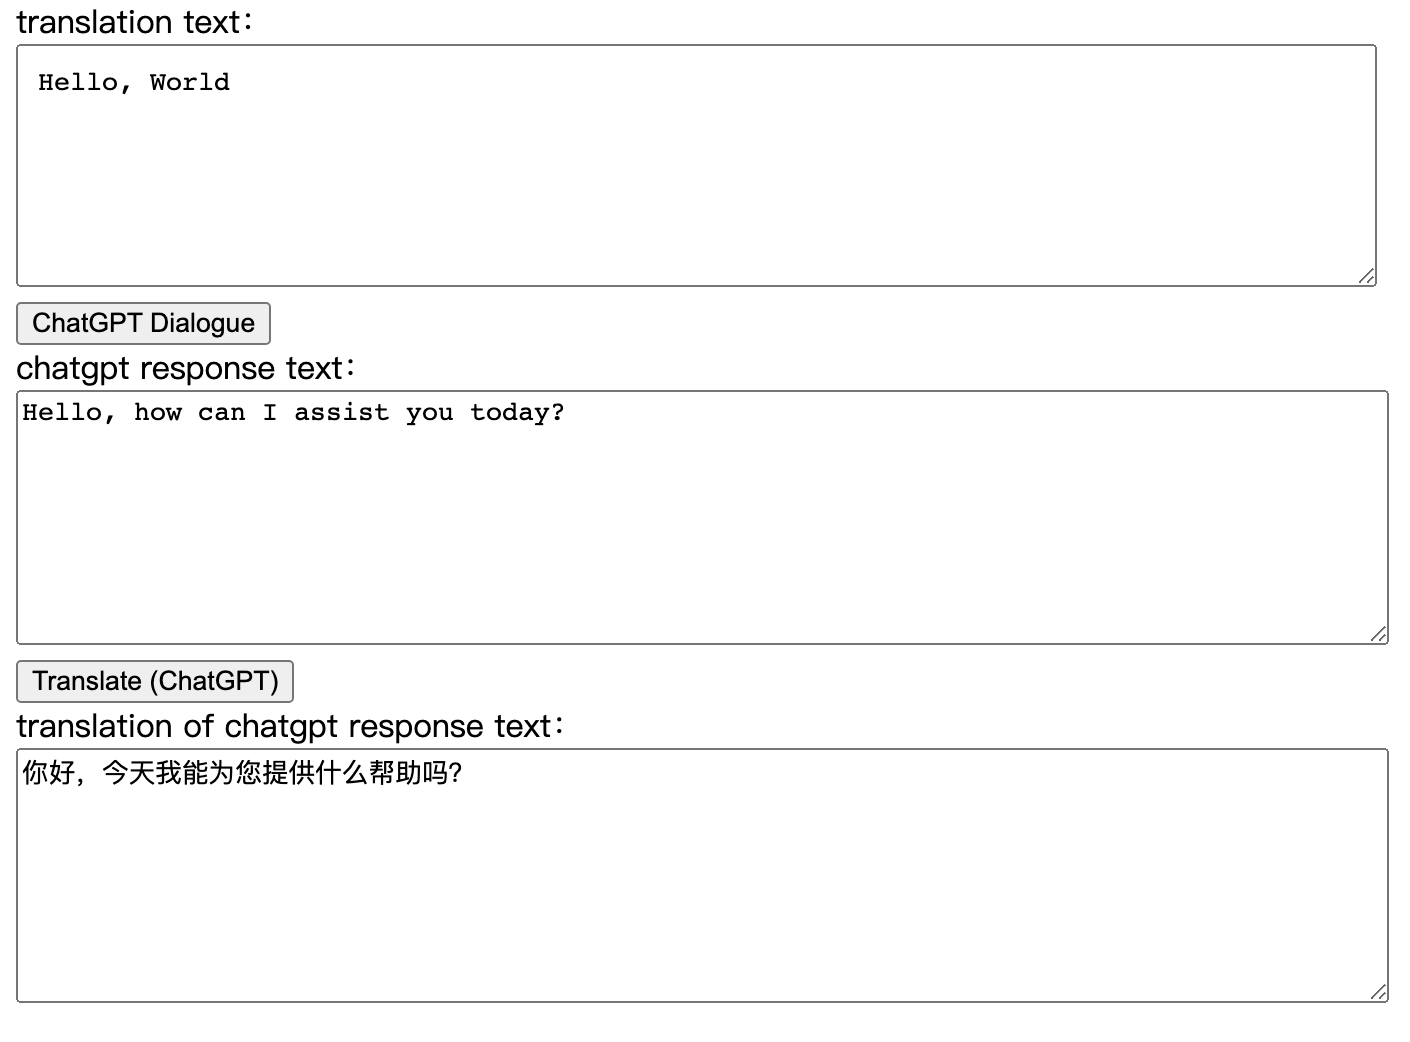 translation text：
Hello, World
ChatGPT Dialogue
chatgpt response text：
Hello, how can I assist you today?
Translate (ChatGPT)
translation of chatgpt response text：
你好，今天我能为您提供什么帮助吗？